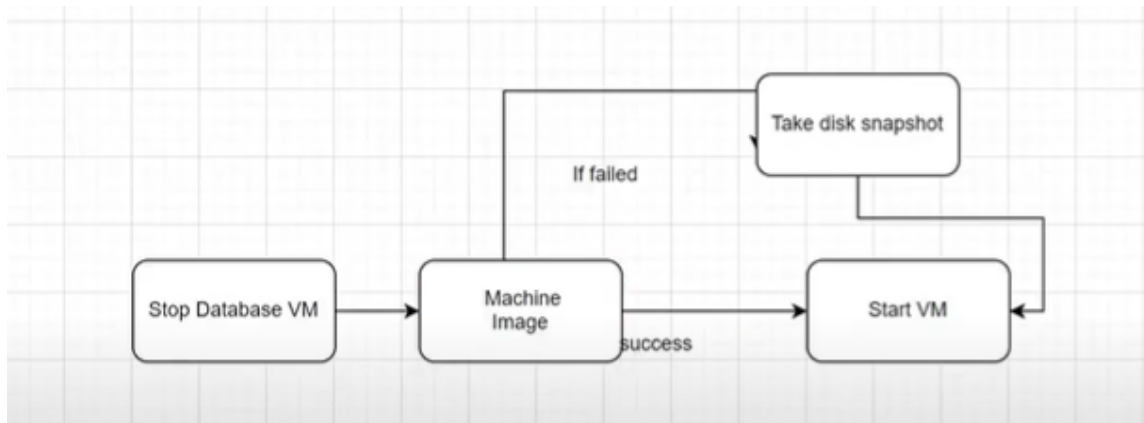 Take disk snapshot
If failed
Stop Database VM
Machine
Image
Start VM
success